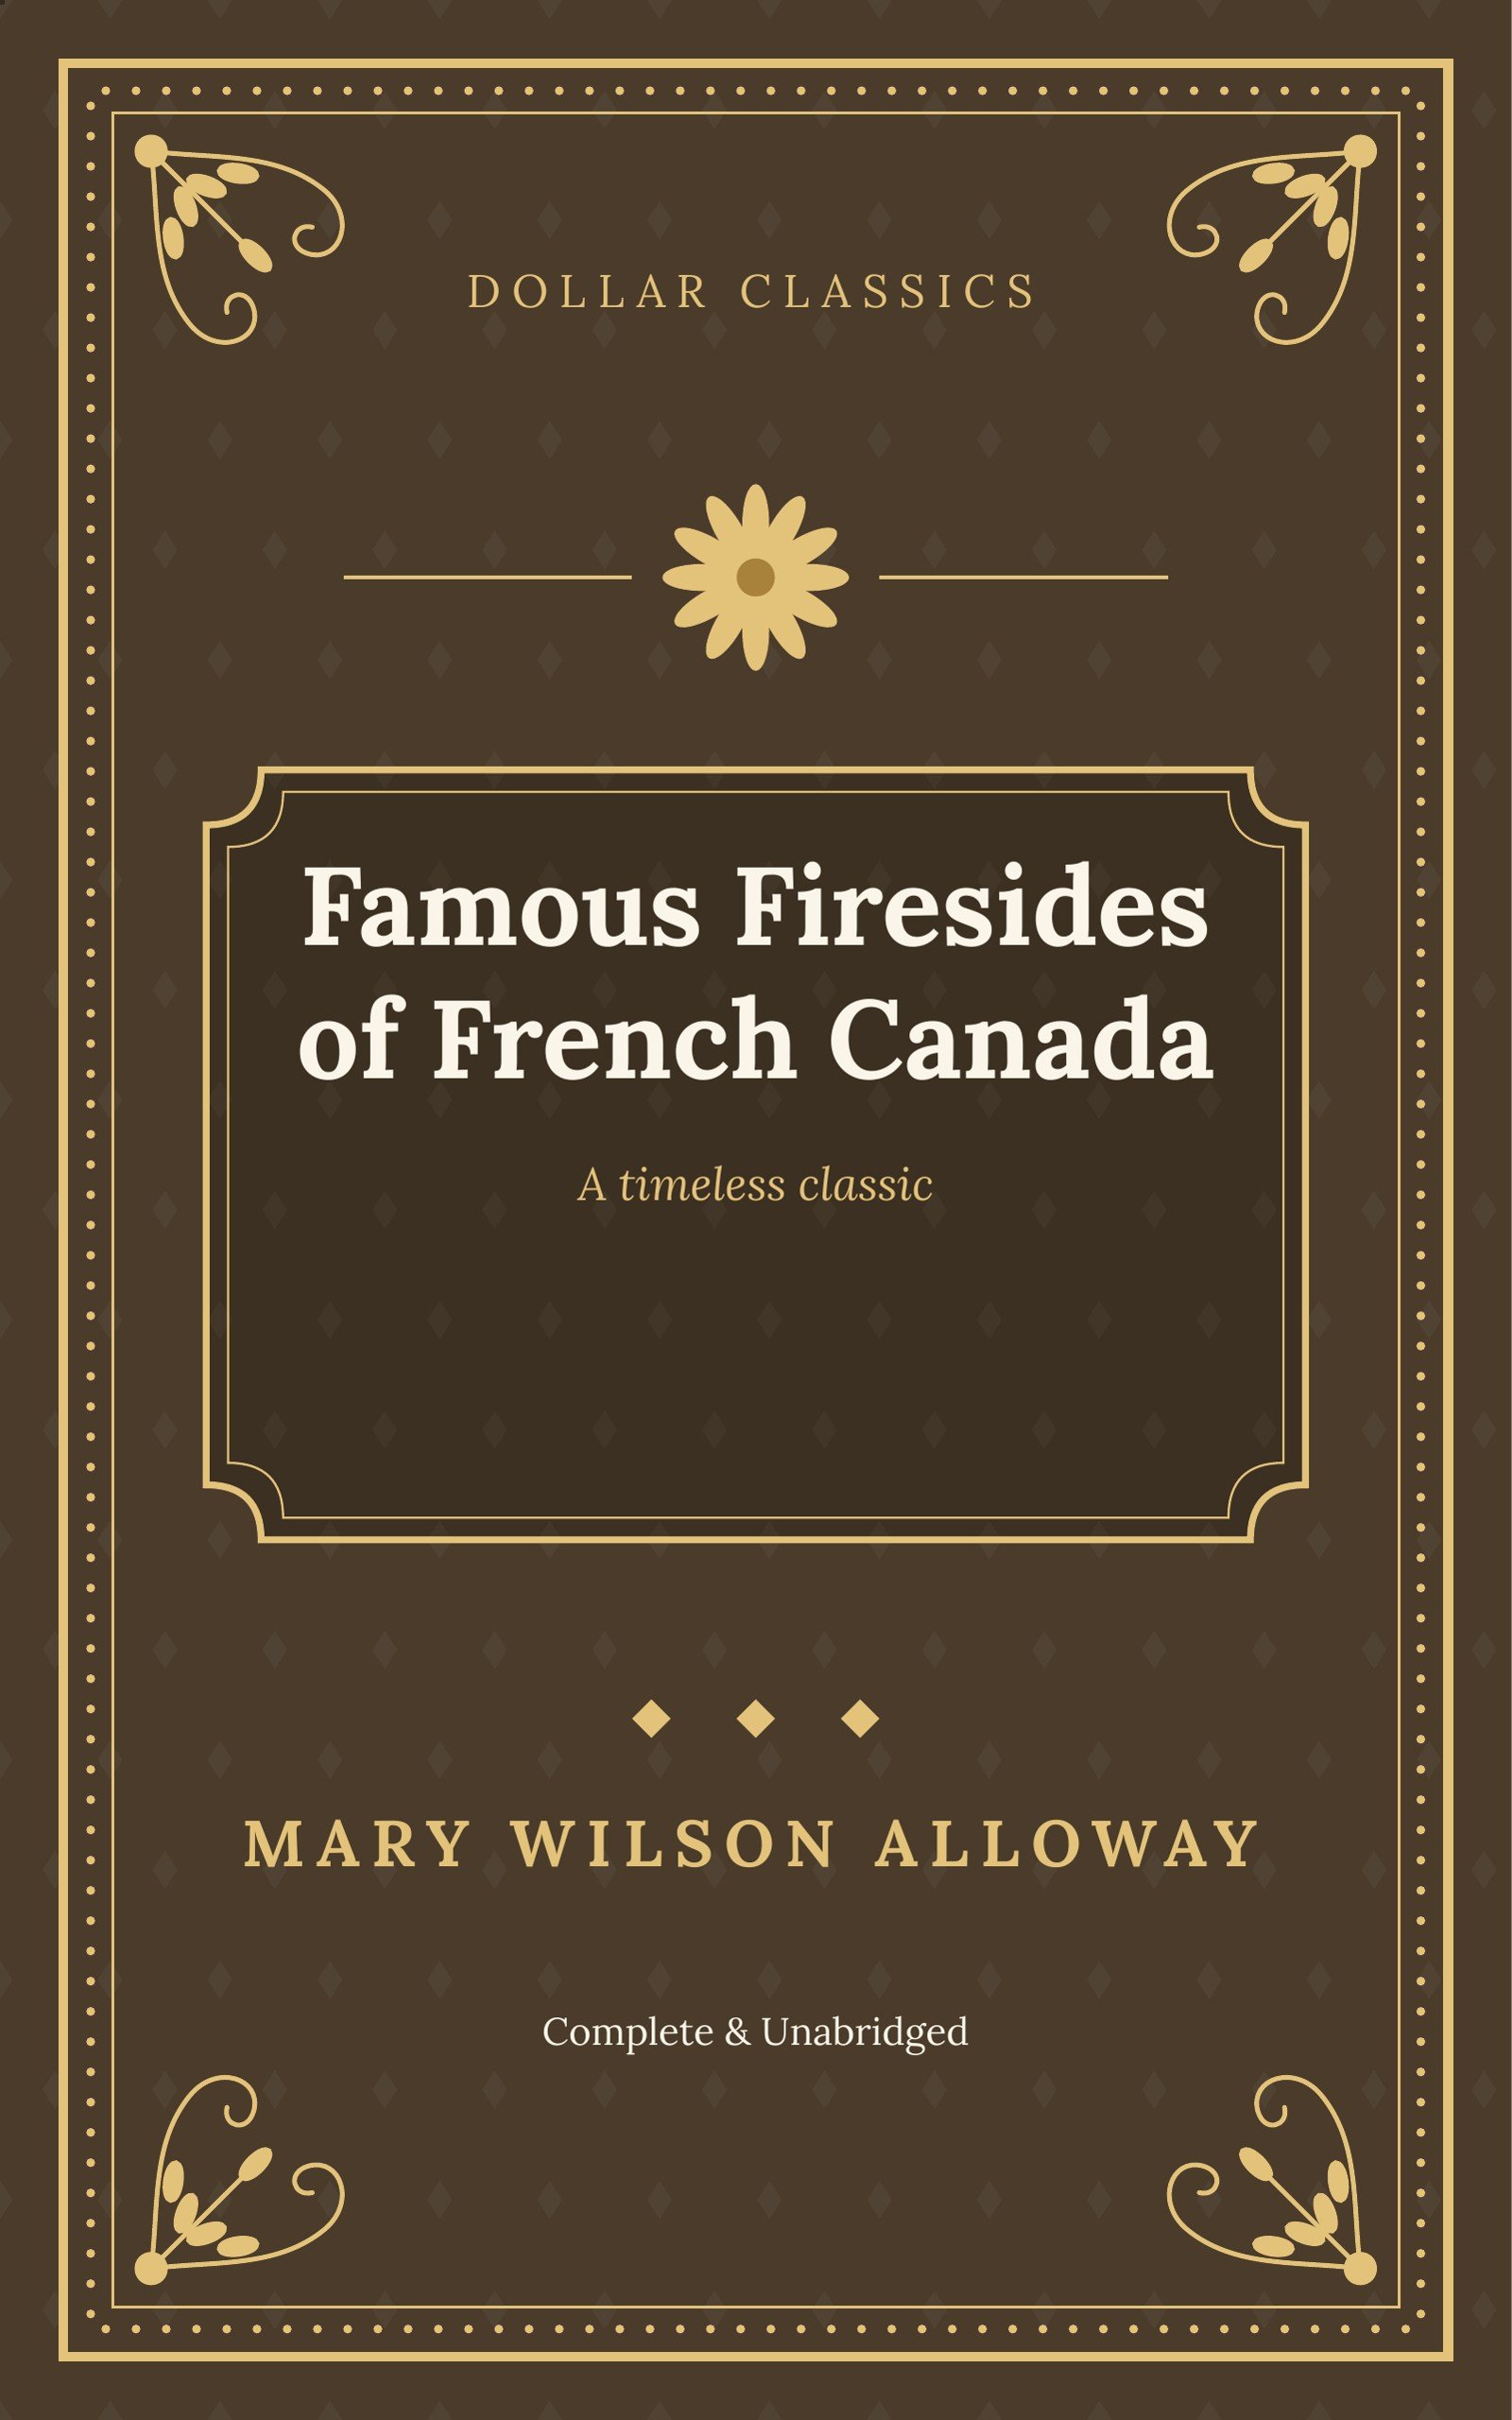 DOLLAR CLASSICS
Famous Firesides
of French Canada
A timeless classic
MARY WILSON ALLOWAY
Complete & Unabridged